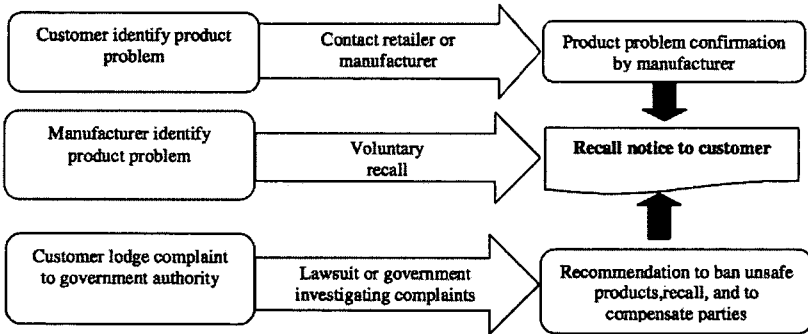 Customer identify product
problem
Contact retailer or
manufacturer
Product problem confirmation
by manufacturer
Manufacturer identify
product problem
Voluntary
recall
Recall notice to customer
Customer lodge complaint
to government authority
Lawsuit or government
investigating complaints
Recommendation to ban unsafe
products,recall, and to
compensate parties